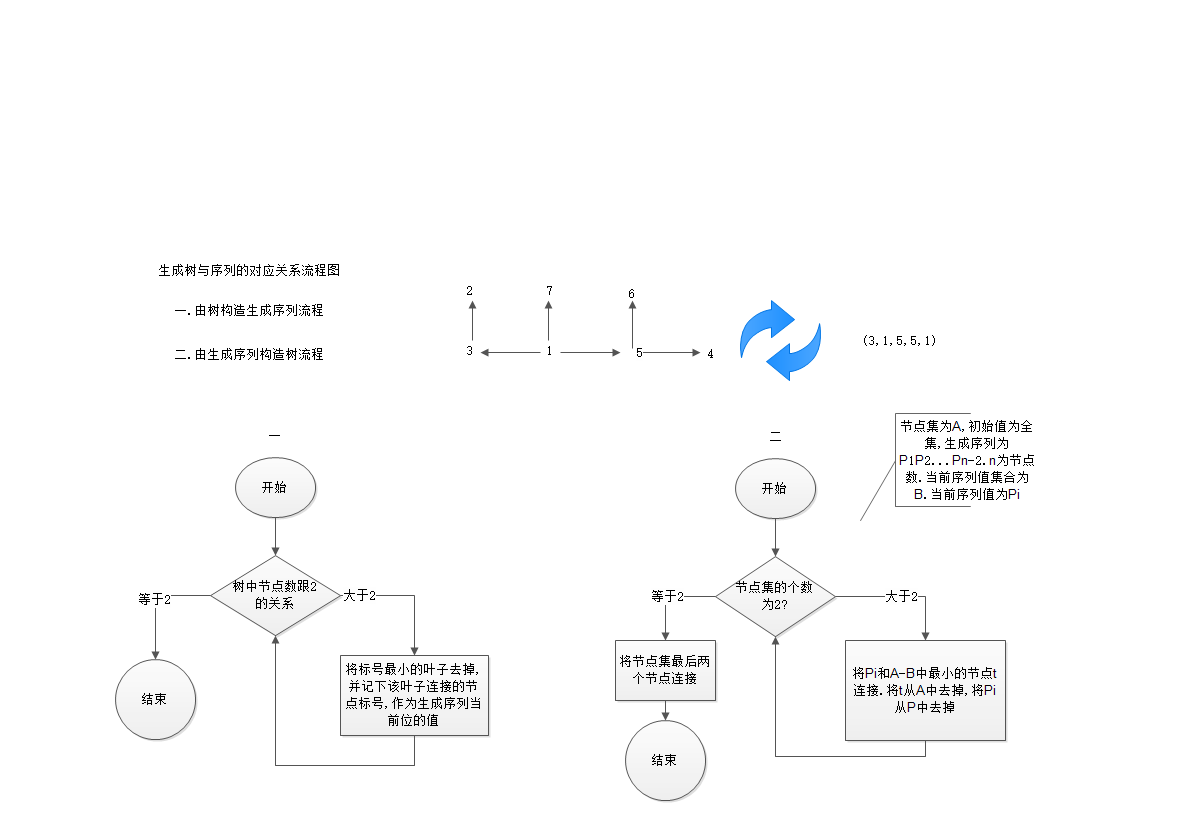 生成树与序列的对应关系流程图
一.由树构造生成序列流程
二.由生成序列构造树流程
2
7
6
3
1
5
4
(3,1,5,5,1)
一
开始
树中节点数跟2
的关系
等于2
大于2
结束
将标号最小的叶子去掉,
并记下该叶子连接的节
点标号,作为生成序列当
前位的值
二
节点集为A,初始值为全
集,生成序列为
P1P2...Pn-2.n为节点
数.当前序列值集合为
B.当前序列值为Pi
开始
节点集的个数
为2?
等于2
大于2
将节点集最后两
个节点连接
结束
将Pi和A-B中最小的节点t
连接.将t从A中去掉,将Pi
从P中去掉